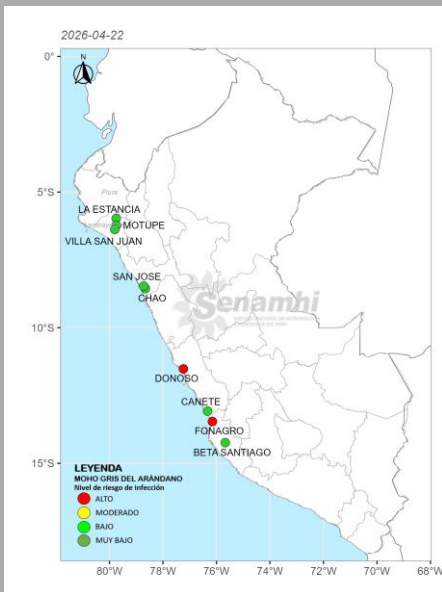 2026-04-22
N
0°
5°S
10°S
15°S
Piura
LA ESTANCIA
MOTUPE
VILLA SAN JUAN
SAN JOSE
CHAO
Senamhi
DONOSO
CANETE
FONAGRO
BETA SANTIAGO
LEYENDA
MOHO GRIS DEL ARÁNDANO
Nivel de riesgo de infección
ALTO
MODERADO
BAJO
MUY BAJO
80°W 78°W 76°W 74°W 72°W 70°W 68°W